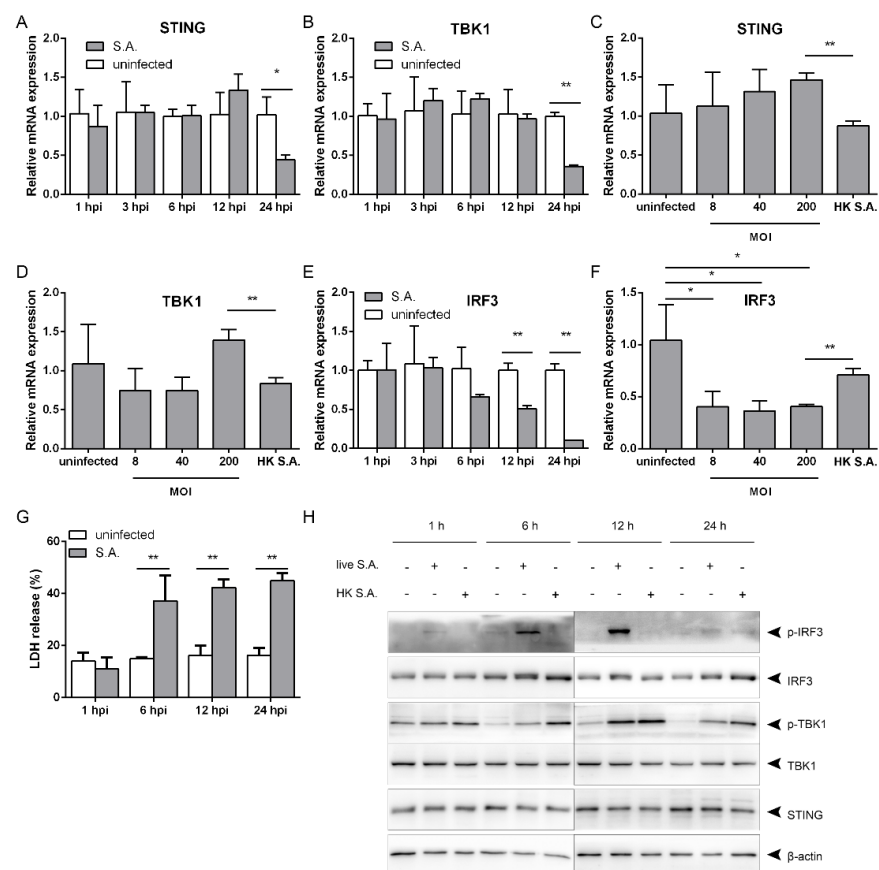 A
STING
Relative mRNA expression
2.0
1.5
1.0
0.5
0.0
S.A.
uninfected
*
1 hpi 3 hpi 6 hpi 12 hpi 24 hpi
B
TBK1
Relative mRNA expression
2.0
1.5
1.0
0.5
0.0
S.A.
uninfected
**
1 hpi 3 hpi 6 hpi 12 hpi 24 hpi
C
STING
Relative mRNA expression
2.0
1.5
1.0
0.5
0.0
**
uninfected 8 40 200 HK S.A.
MOI
D
TBK1
Relative mRNA expression
2.0
1.5
1.0
0.5
0.0
**
uninfected 8 40 200 HK S.A.
MOI
E
IRF3
Relative mRNA expression
2.0
1.5
1.0
0.5
0.0
S.A.
uninfected
** **
1 hpi 3 hpi 6 hpi 12 hpi 24 hpi
F
IRF3
Relative mRNA expression
1.5
1.0
0.5
0.0
*
*
*
**
uninfected 8 40 200 HK S.A.
MOI
G
LDH release (%)
60
40
20
0
uninfected
S.A.
** ** **
1 hpi 6 hpi 12 hpi 24 hpi
H
1 h 6 h 12 h 24 h
live S.A. - + - - + - - + - - + -
HK S.A. - - + - - + - - + - - +
p-IRF3
IRF3
p-TBK1
TBK1
STING
β-actin